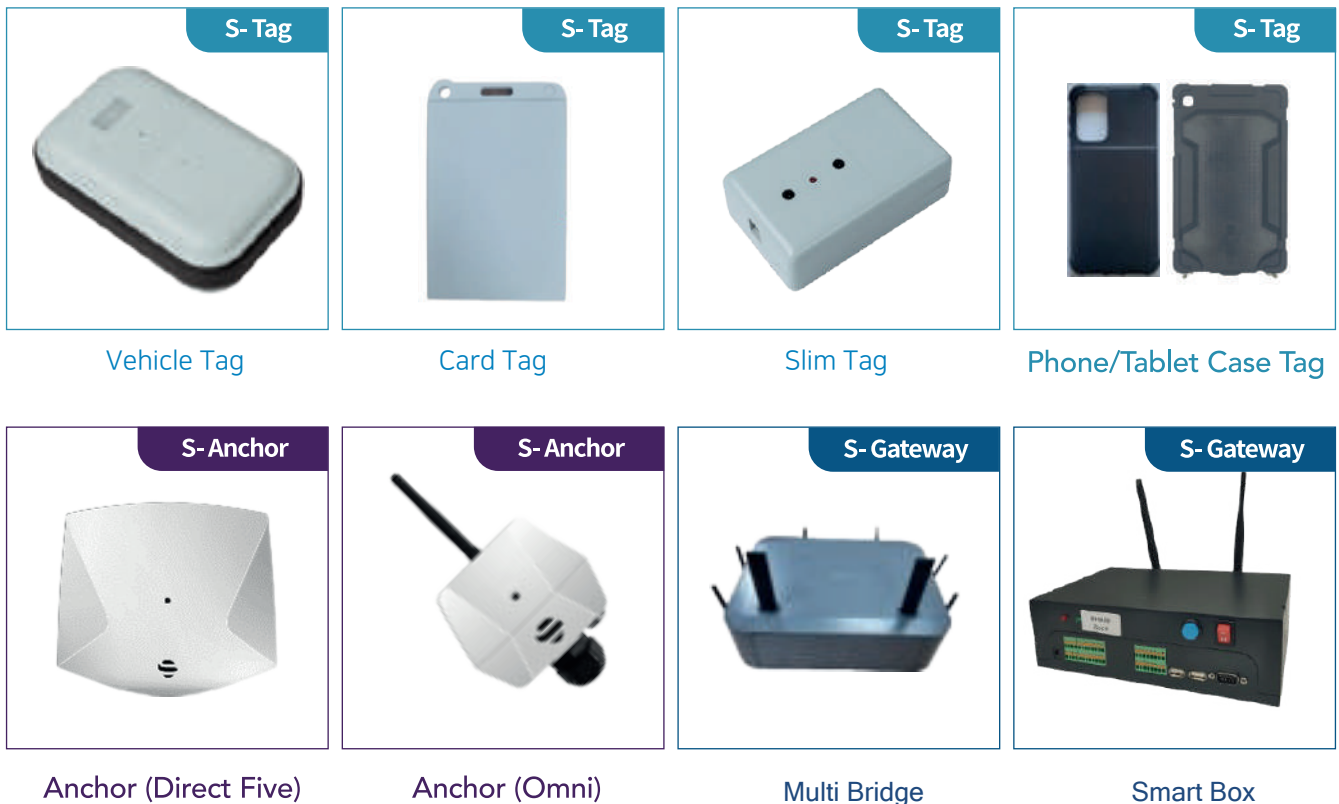 S-Tag
S-Tag
S-Tag
S-Tag
Vehicle Tag
Card Tag
Slim Tag
Phone/Tablet Case Tag
S-Anchor
S-Anchor
S-Gateway
S-Gateway
Anchor (Direct Five)
Anchor (Omni)
Multi Bridge
Smart Box